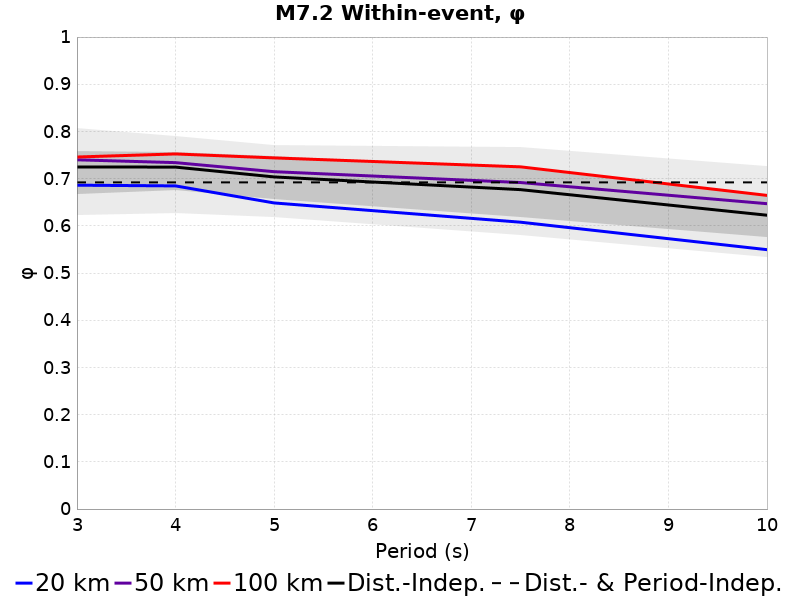 M7.2 Within-event, φ
1
0.9
0.8
0.7
0.6
0.5
0.4
0.3
0.2
0.1
0
φ
3 4 5 6 7 8 9 10
Period (s)
20 km 50 km 100 km Dist.-Indep. Dist.- & Period-Indep.